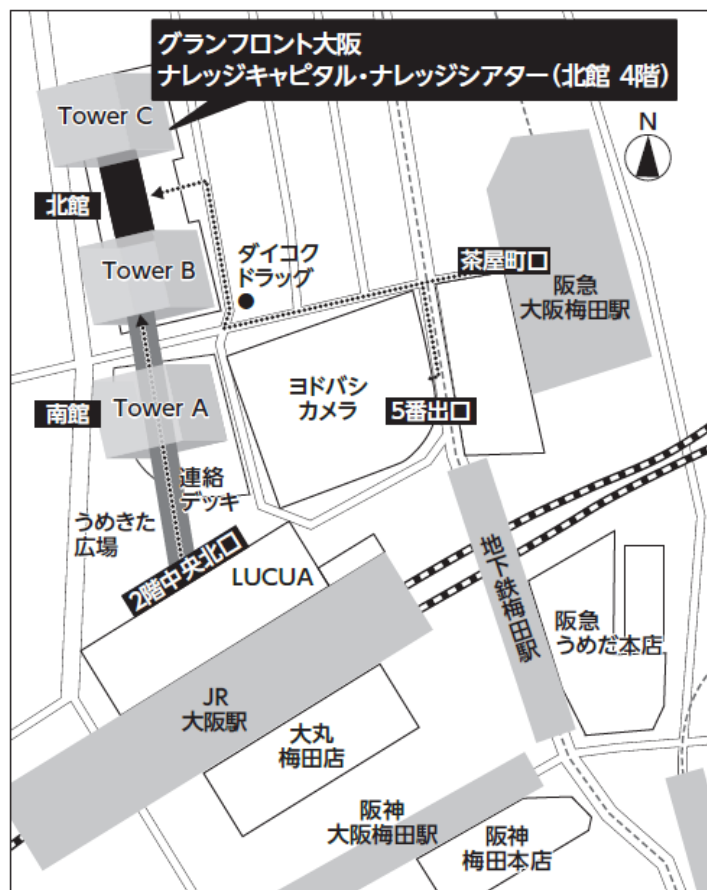 グランフロント大阪
ナレッジキャピタル・ナレッジシアター(北館 4階)
Tower C
N
北館
ダイコク
ドラッグ
茶屋町口
Tower B
阪急
大阪梅田駅
ヨドバシ
カメラ
5番出口
南館
Tower A
連絡
デッキ
うめきた
広場
2階中央北口
LUCUA
地下鉄梅田駅
阪急
うめだ本店
JR
大阪駅
大丸
梅田店
阪神
大阪梅田駅
阪神
梅田本店